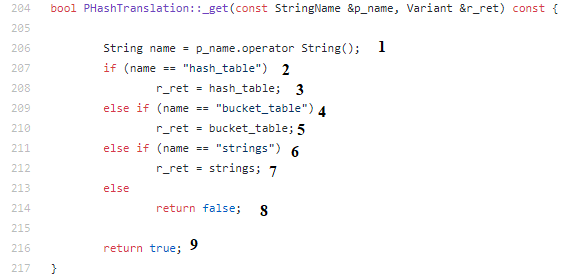 204 bool PHashTranslation::_get(const StringName &p_name, Variant &r_ret) const {
205
206 String name = p_name.operator String(); 1
207 if (name == "hash_table") 2
208 r_ret = hash_table; 3
209 else if (name == "bucket_table") 4
210 r_ret = bucket_table; 5
211 else if (name == "strings") 6
212 r_ret = strings; 7
213 else
214 return false; 8
215
216 return true; 9
217 }